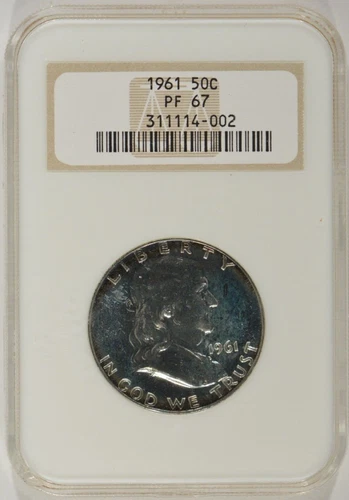 1961 50C
PF 67
311114-002
LIBERTY
1961
IN GOD WE TRUST